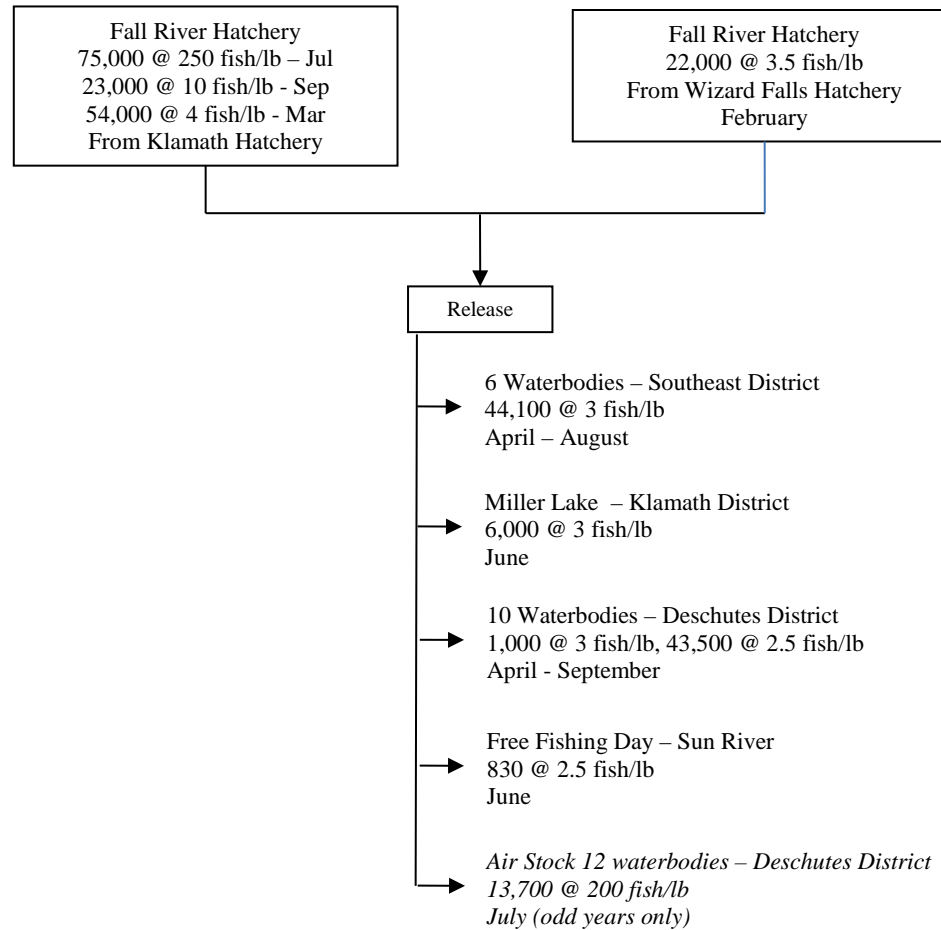 Fall River Hatchery
75,000 @ 250 fish/lb – Jul
23,000 @ 10 fish/lb - Sep
54,000 @ 4 fish/lb - Mar
From Klamath Hatchery
Fall River Hatchery
22,000 @ 3.5 fish/lb
From Wizard Falls Hatchery
February
Release
6 Waterbodies – Southeast District
44,100 @ 3 fish/lb
April – August
Miller Lake – Klamath District
6,000 @ 3 fish/lb
June
10 Waterbodies – Deschutes District
1,000 @ 3 fish/lb, 43,500 @ 2.5 fish/lb
April - September
Free Fishing Day – Sun River
830 @ 2.5 fish/lb
June
Air Stock 12 waterbodies – Deschutes District
13,700 @ 200 fish/lb
July (odd years only)